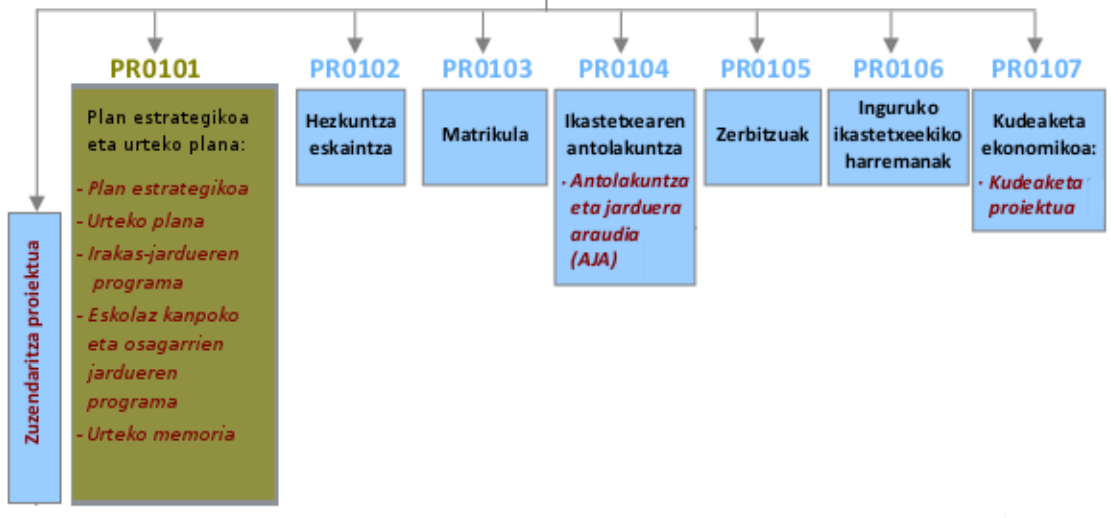 PR0101
Plan estrategikoa
eta urteko plana:
- Plan estrategikoa
- Urteko plana
- Irakas-jardueren
programa
- Eskolaz kanpoko
eta osagarrien
jardueren
programa
- Urteko memoria
Zuzendaritza proiektua
PR0102
Hezkuntza
eskaintza
PR0103
Matrikula
PR0104
Ikastetxearen
antolakuntza
· Antolakuntza
eta jarduera
araudia
(AJA)
PR0105
Zerbitzuak
PR0106
Inguruko
ikastetxeekiko
harremanak
PR0107
Kudeaketa
ekonomikoa:
· Kudeaketa
proiektua